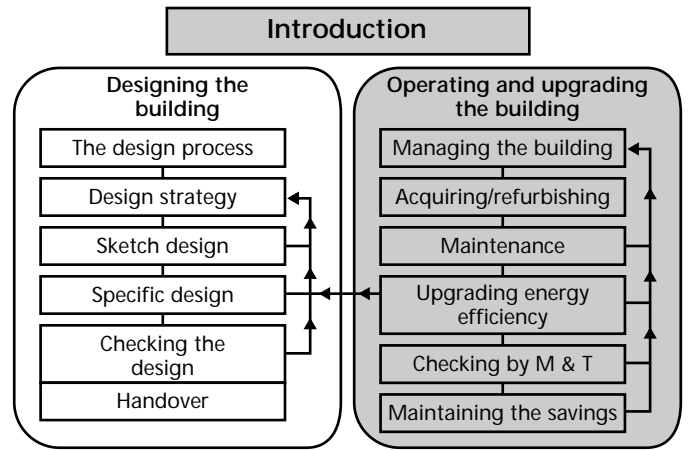 Introduction
Designing the
building
The design process
Design strategy
Sketch design
Specific design
Checking the
design
Handover
Operating and upgrading
the building
Managing the building
Acquiring/refurbishing
Maintenance
Upgrading energy
efficiency
Checking by M & T
Maintaining the savings